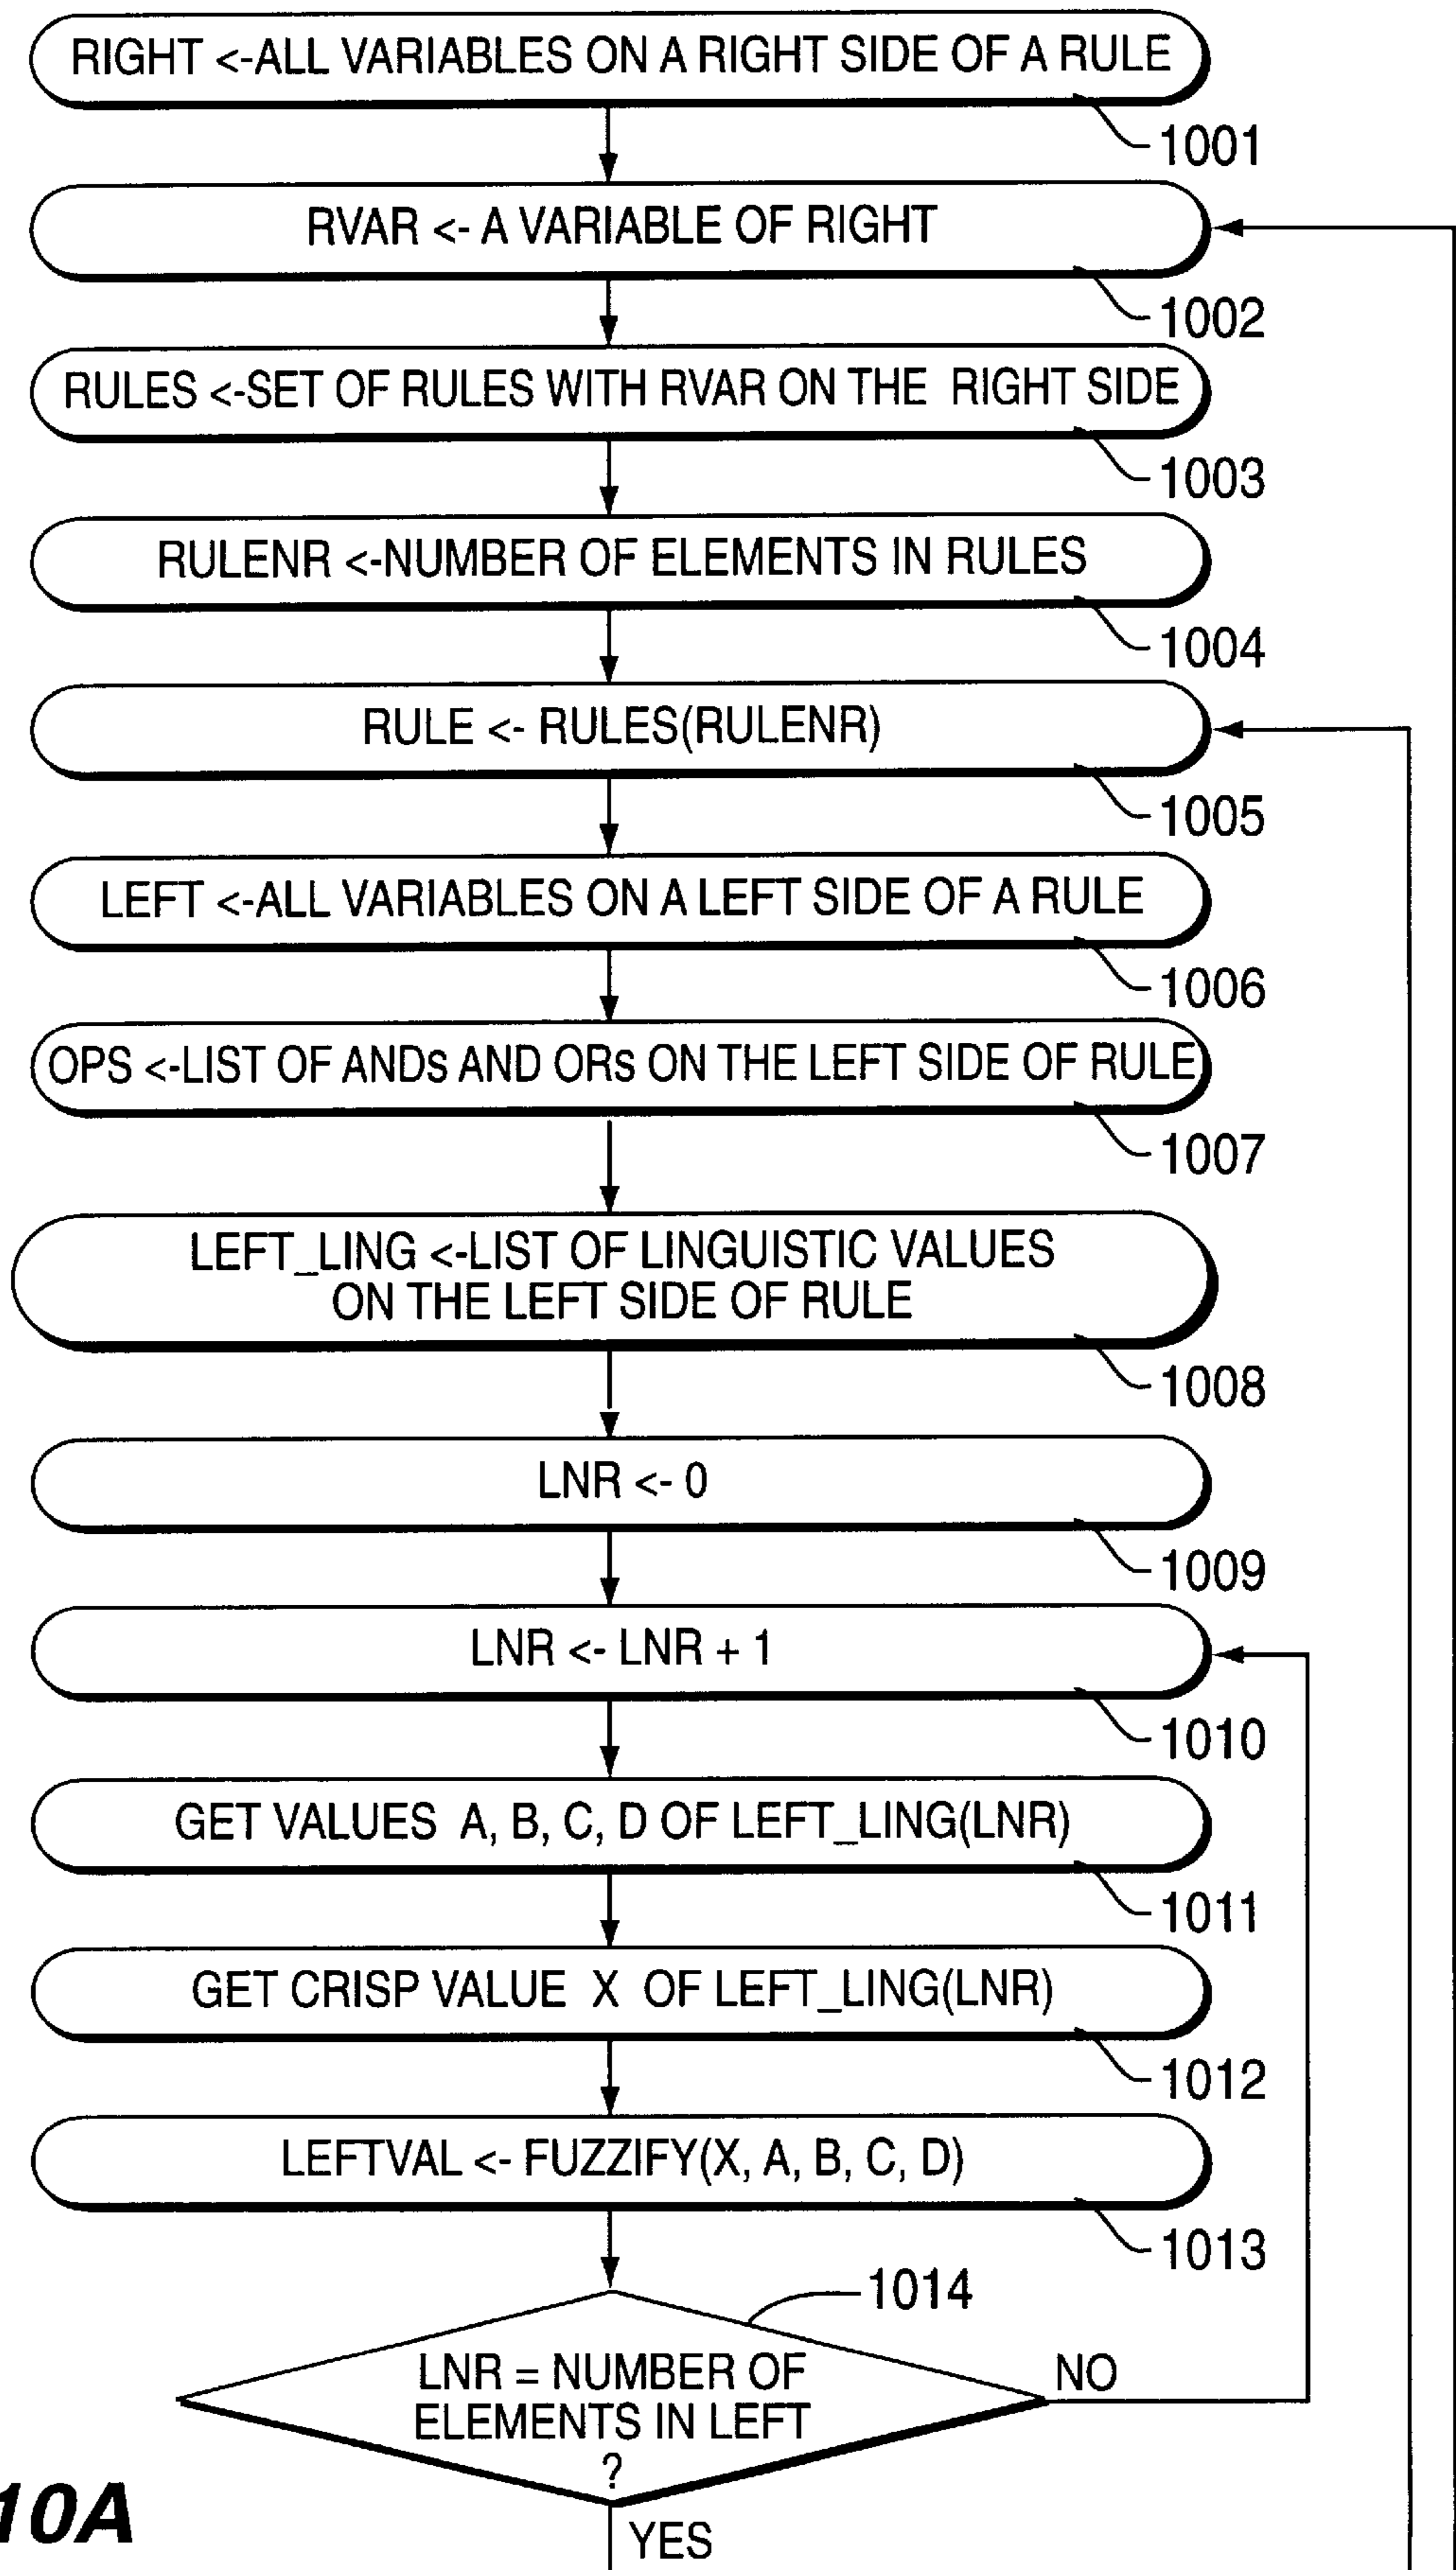 RIGHT <-ALL VARIABLES ON A RIGHT SIDE OF A RULE
1001
RVAR <- A VARIABLE OF RIGHT
1002
RULES <-SET OF RULES WITH RVAR ON THE RIGHT SIDE
1003
RULENR <-NUMBER OF ELEMENTS IN RULES
1004
RULE <- RULES(RULENR)
1005
LEFT <-ALL VARIABLES ON A LEFT SIDE OF A RULE
1006
OPS <-LIST OF ANDs AND ORs ON THE LEFT SIDE OF RULE
1007
LEFT_LING <-LIST OF LINGUISTIC VALUES
ON THE LEFT SIDE OF RULE
1008
LNR <- 0
1009
LNR <- LNR + 1
1010
GET VALUES A, B, C, D OF LEFT_LING(LNR)
1011
GET CRISP VALUE X OF LEFT_LING(LNR)
1012
LEFTVAL <- FUZZIFY(X, A, B, C, D)
1013
1014
LNR = NUMBER OF
ELEMENTS IN LEFT
?
NO
YES
10A